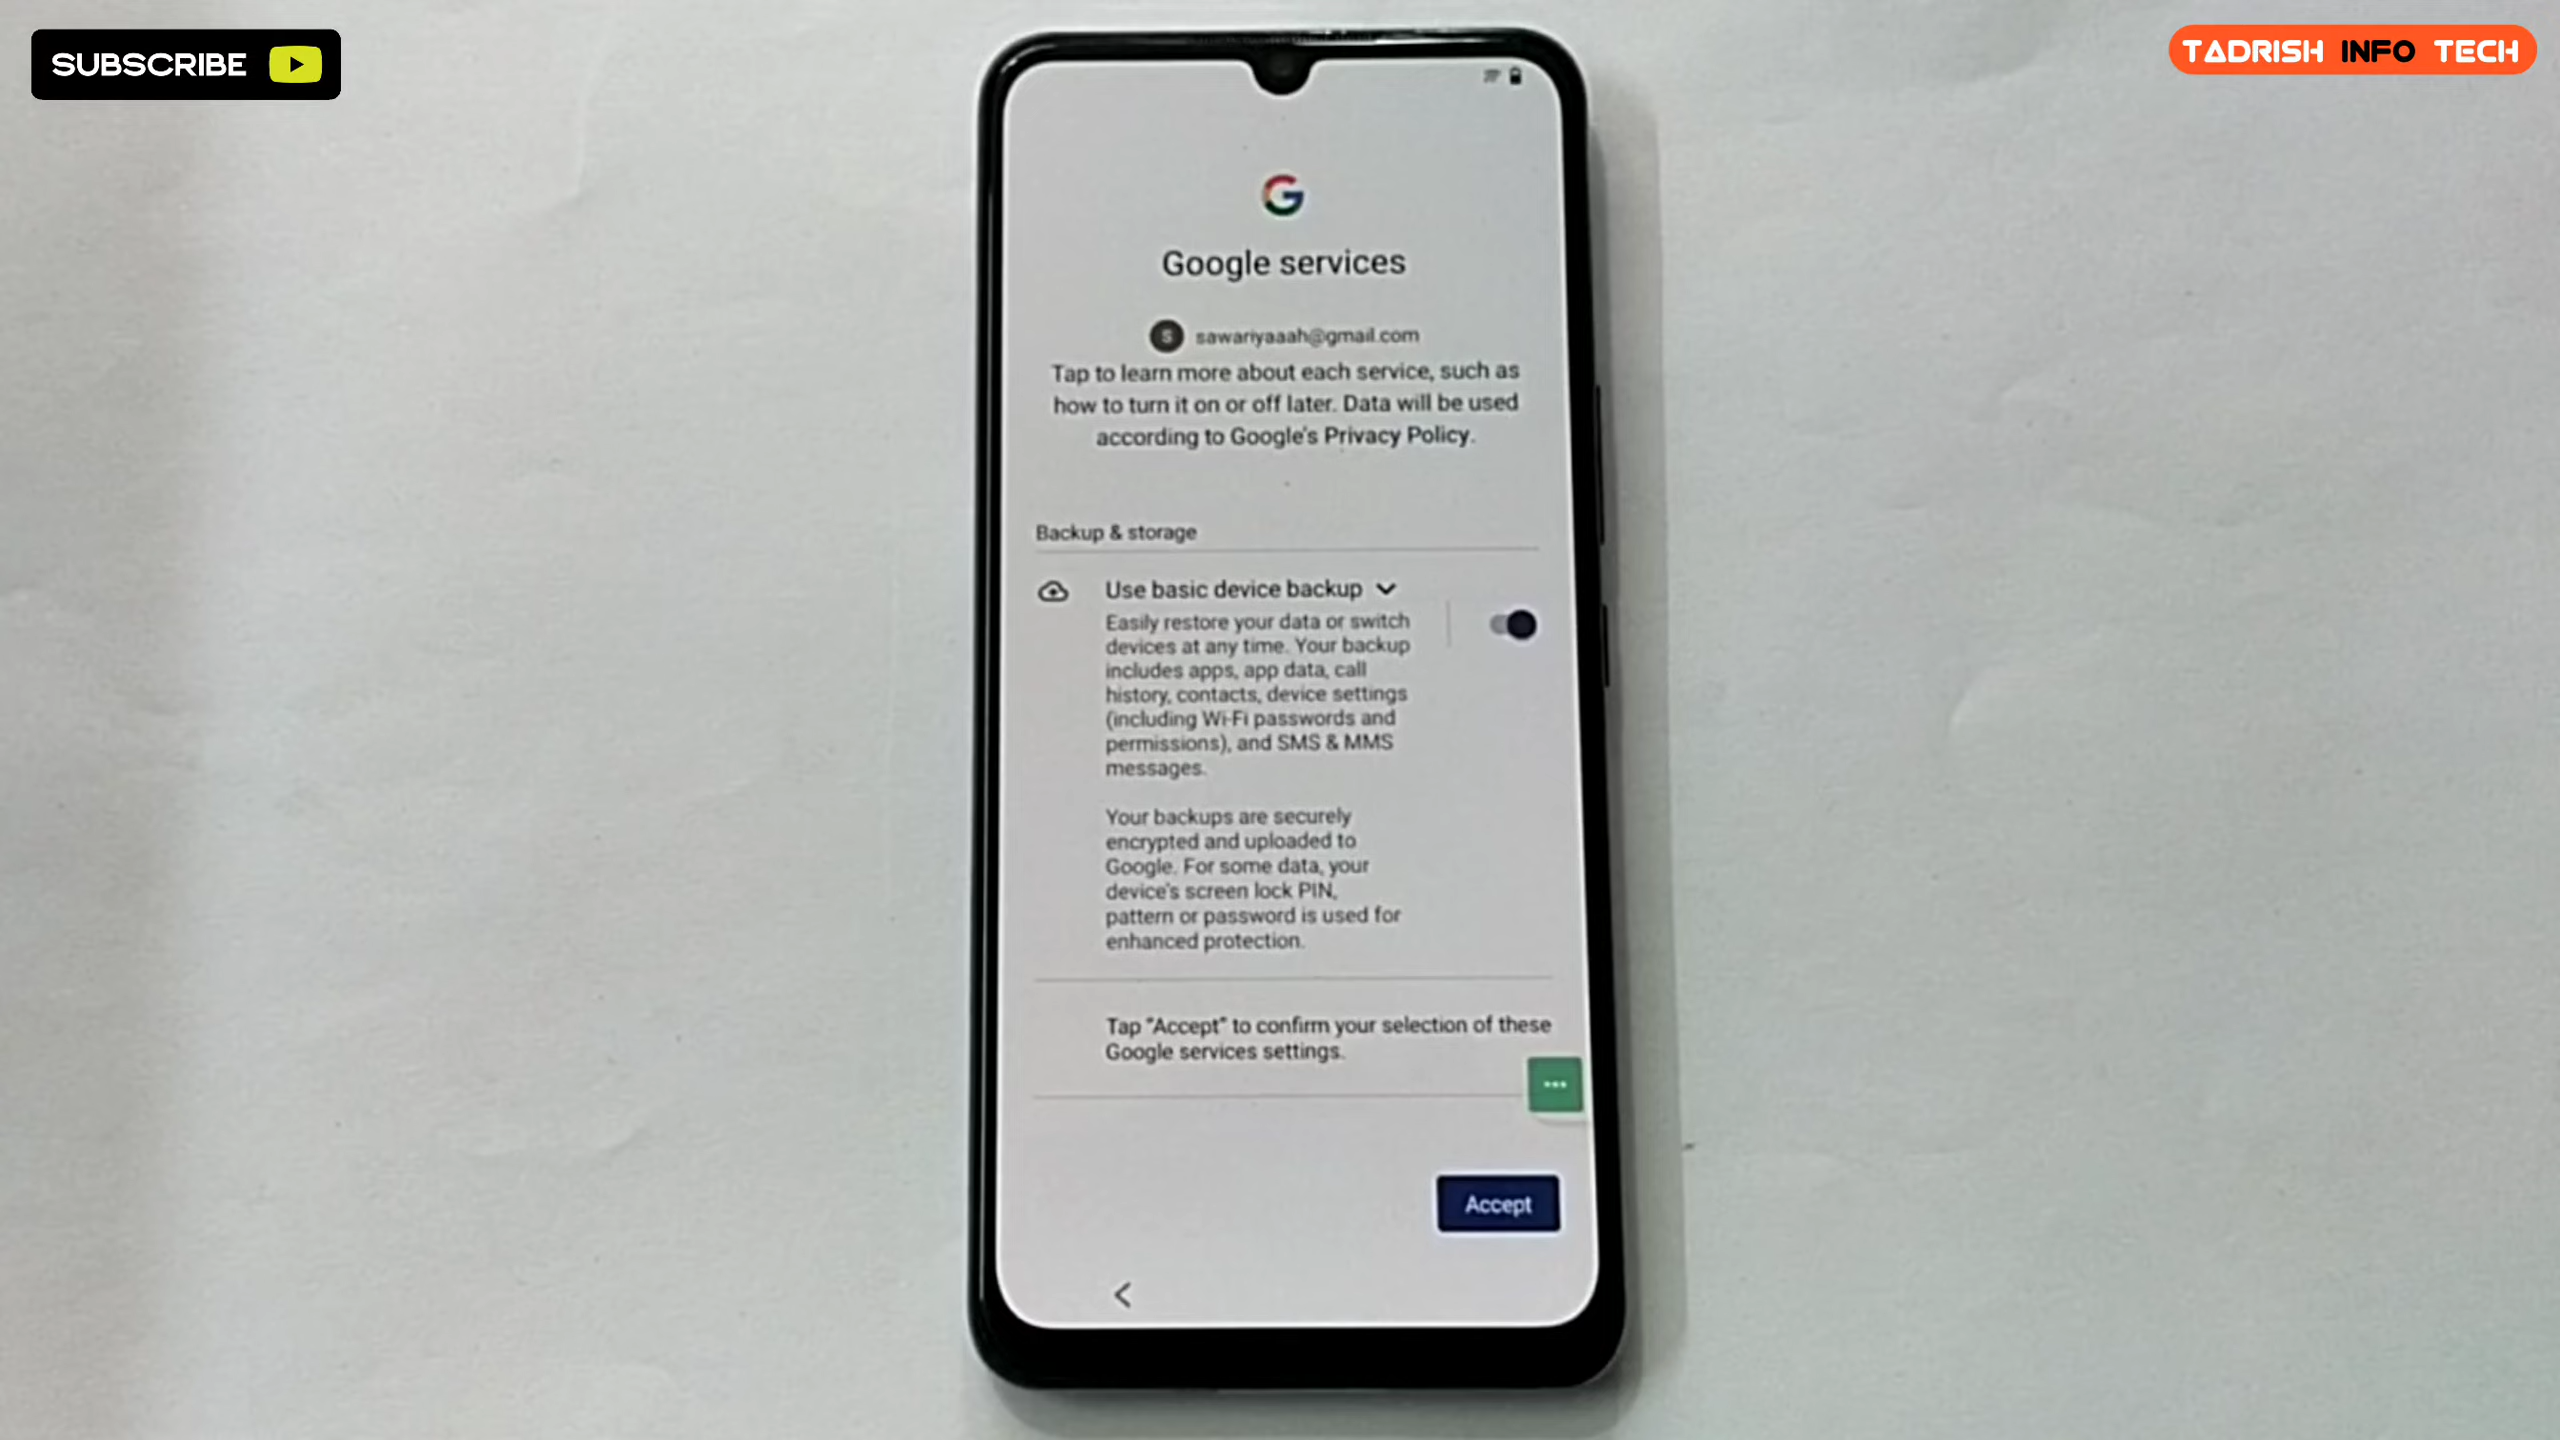 SUBSCRIBE
TADRISH INFO TECH
G
Google services
S sawariyaaah@gmail.com
Tap to learn more about each service, such as
how to turn it on or off later. Data will be used
according to Google's Privacy Policy.
Backup & storage
Use basic device backup
Easily restore your data or switch
devices at any time. Your backup
includes apps, app data, call
history, contacts, device settings
(including Wi-Fi passwords and
permissions), and SMS & MMS
messages.
Your backups are securely
encrypted and uploaded to
Google. For some data, your
device's screen lock PIN,
pattern or password is used for
enhanced protection.
Tap "Accept" to confirm your selection of these
Google services settings.
Accept